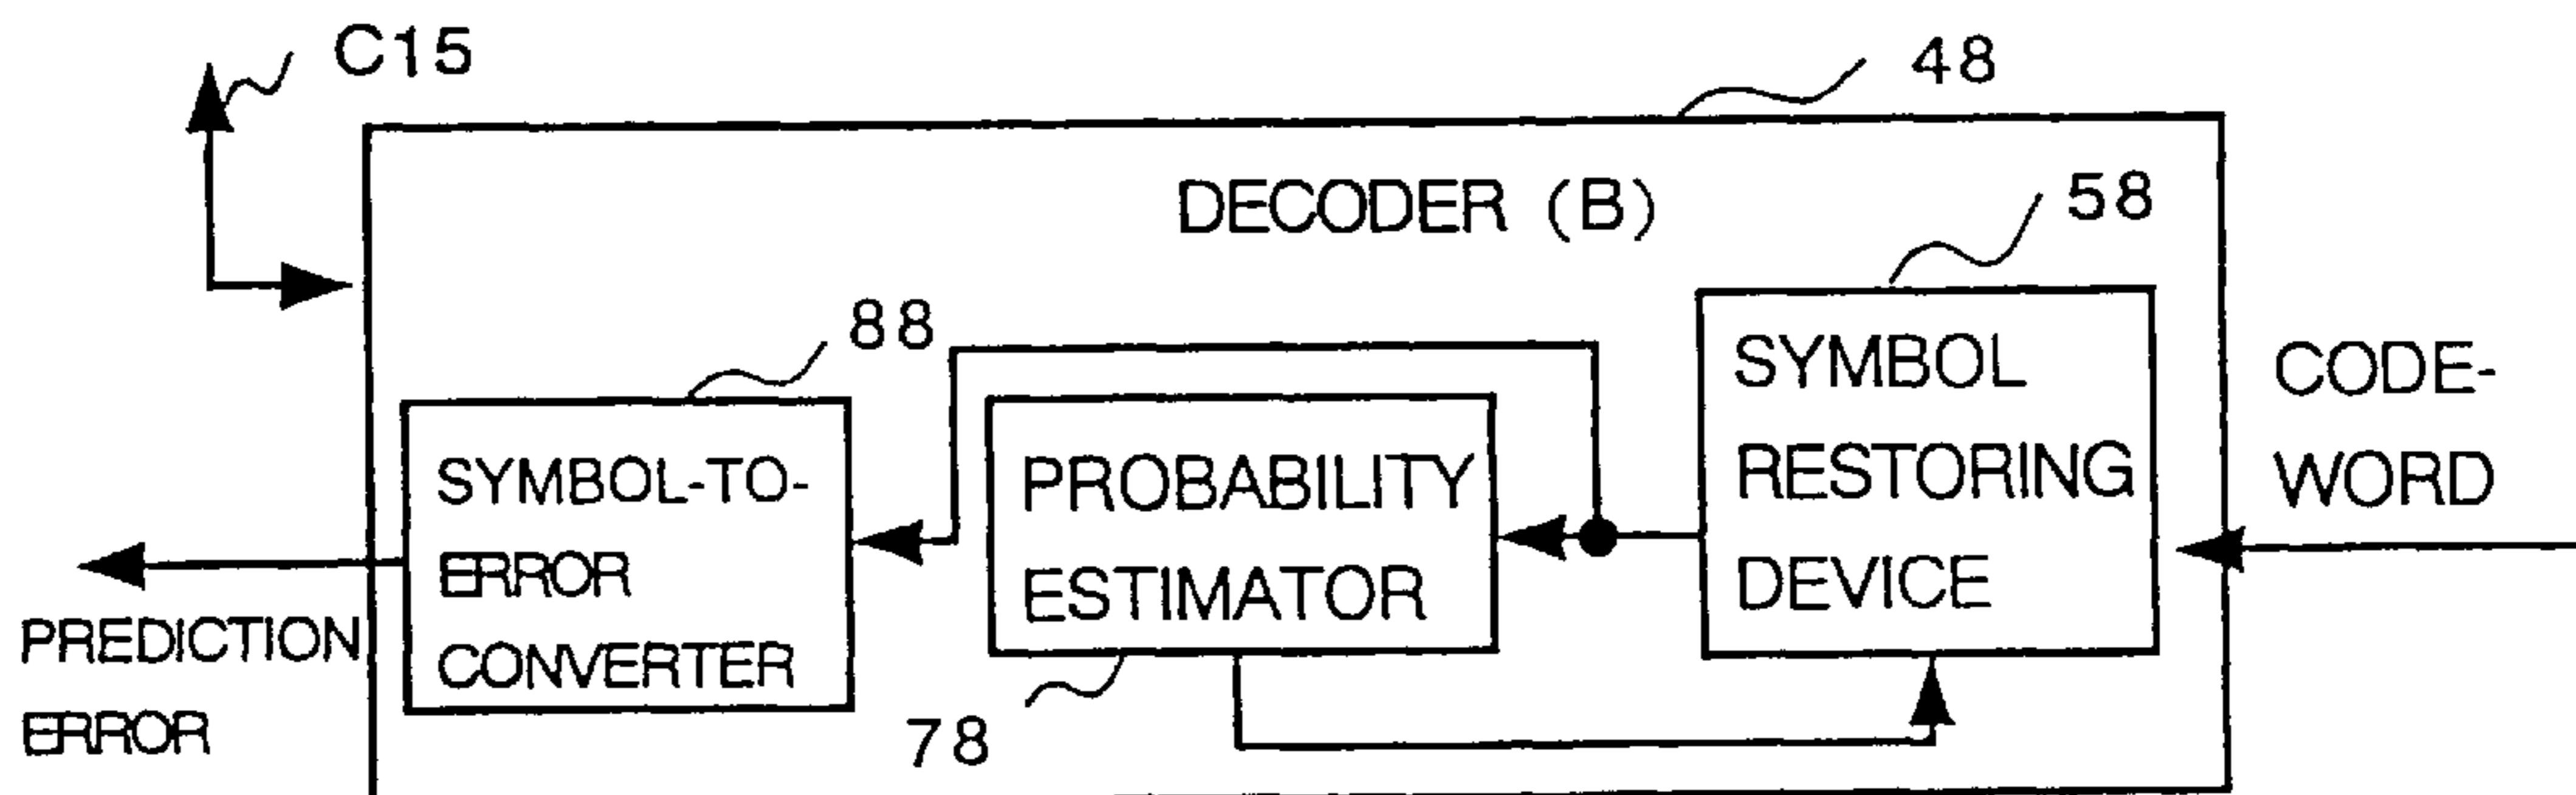 C15
48
DECODER (B)
58
88
SYMBOL
RESTORING
DEVICE
CODE-
WORD
PROBABILITY
ESTIMATOR
SYMBOL-TO-
ERROR
CONVERTER
78
PREDICTION
ERROR